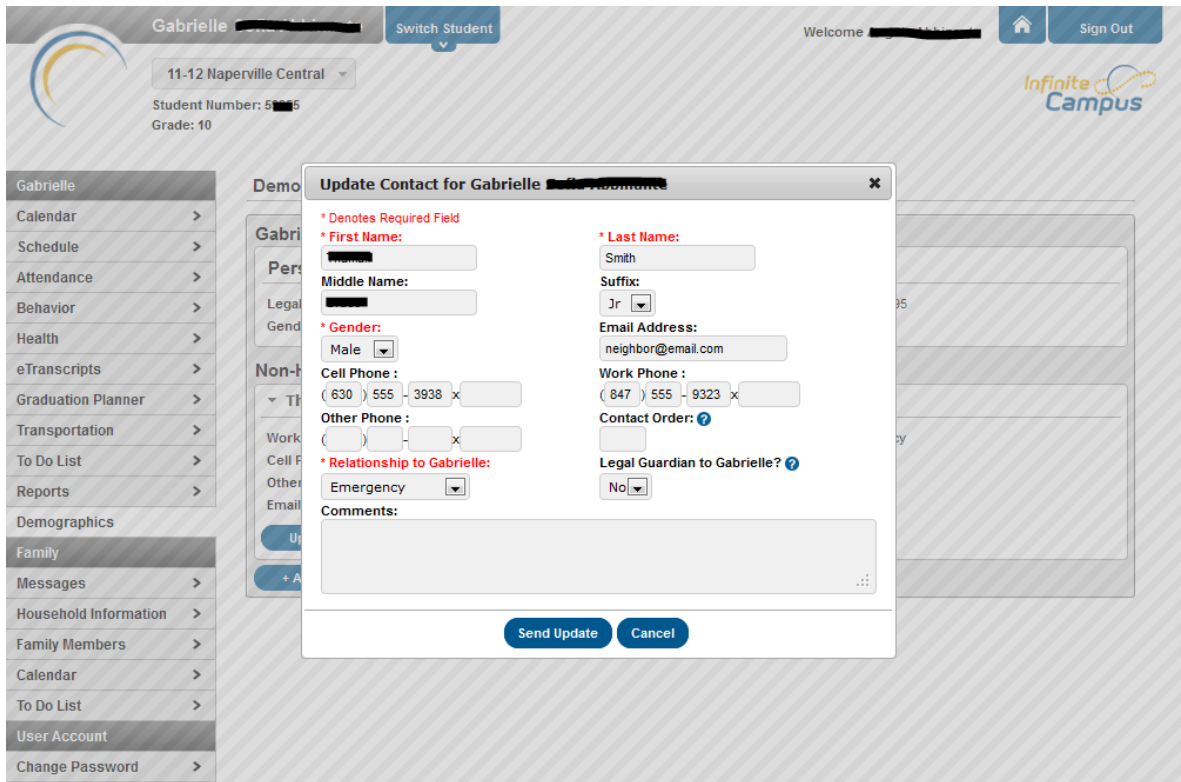 Gabrielle
Switch Student
Welcome
Sign Out
11-12 Naperville Central
Student Number:
Grade: 10
Infinite Campus
Gabrielle
Calendar
Schedule
Attendance
Behavior
Health
eTranscripts
Graduation Planner
Transportation
To Do List
Reports
Demographics
Family
Messages
Household Information
Family Members
Calendar
To Do List
User Account
Change Password
Demo
Gabri
Pers
Legal
95
Gend
Non-H
Th
Work
cy
Cell P
Other
Email
Up
+ A
Update Contact for Gabrielle
* Denotes Required Field
* First Name:
* Last Name:
Smith
Middle Name:
Suffix:
Jr
* Gender:
Email Address:
Male
neighbor@email.com
Cell Phone :
Work Phone :
( 630 ) 555 - 3938 x
( 847 ) 555 - 9323 x
Other Phone :
Contact Order: ?
( ) - x
* Relationship to Gabrielle:
Legal Guardian to Gabrielle? ?
Emergency
No
Comments:
Send Update
Cancel